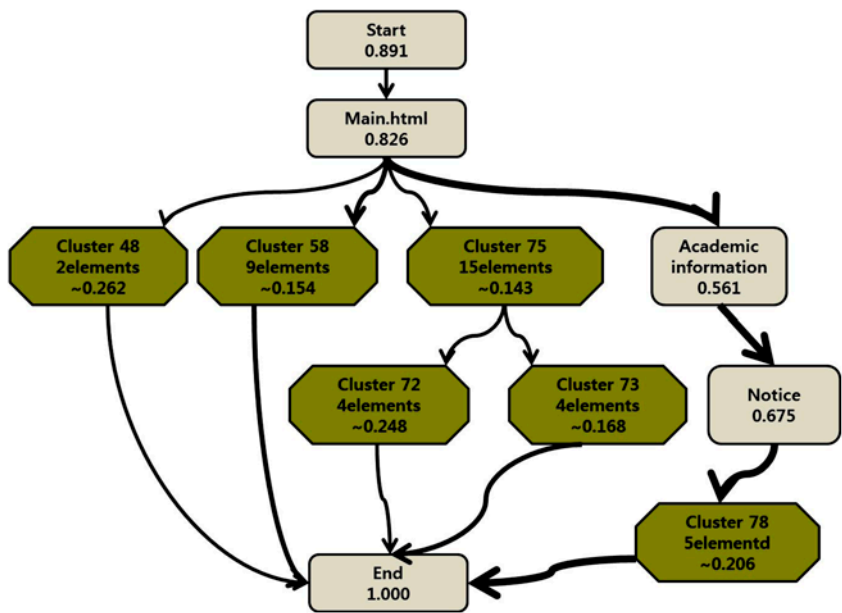 Start
0.891
Main.html
0.826
Cluster 48
2elements
~0.262
Cluster 58
9elements
~0.154
Cluster 75
15elements
~0.143
Academic
information
0.561
Cluster 72
4elements
~0.248
Cluster 73
4elements
~0.168
Notice
0.675
Cluster 78
5elementd
~0.206
End
1.000